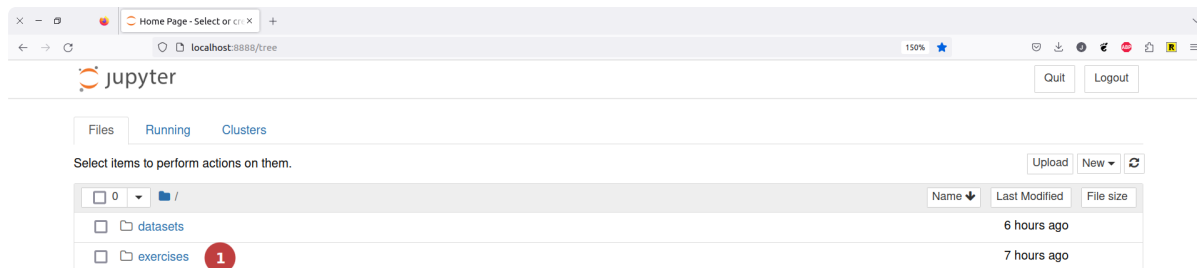 Home Page - Select or cre
localhost:8888/tree
150%
jupyter
Quit Logout
Files Running Clusters
Select items to perform actions on them.
Upload New
0 / Name Last Modified File size
datasets 6 hours ago
exercises 1 7 hours ago